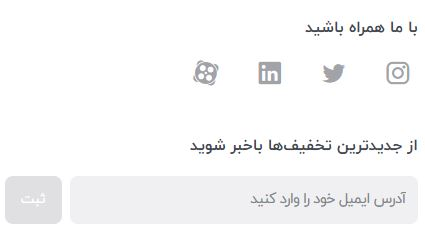 با ما همراه باشید
از جدیدترین تخفیف‌ها باخبر شوید
آدرس ایمیل خود را وارد کنید
ثبت